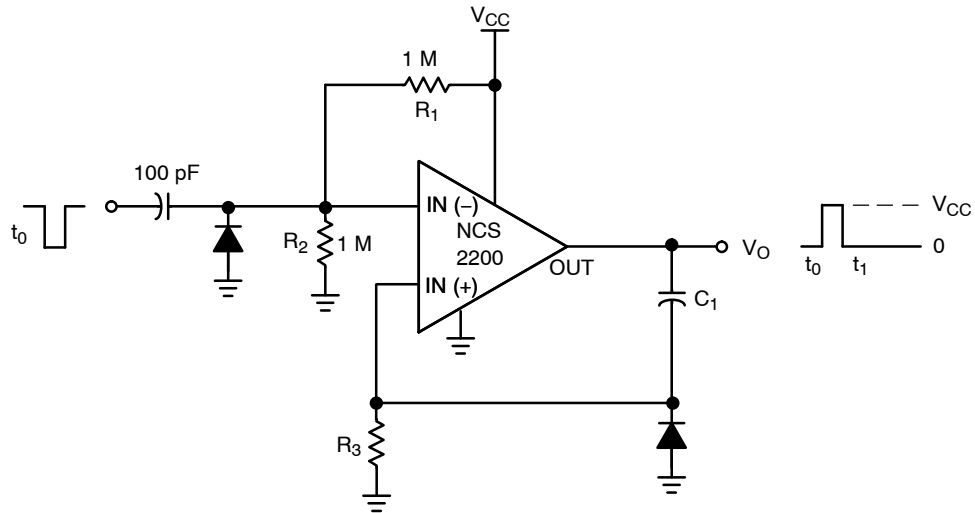 V_CC
1 M
R_1
100 pF
IN (−)
NCS
2200
IN (+)
OUT
R_2
1 M
t_0
V_O
V_CC
0
t_0
t_1
C_1
R_3